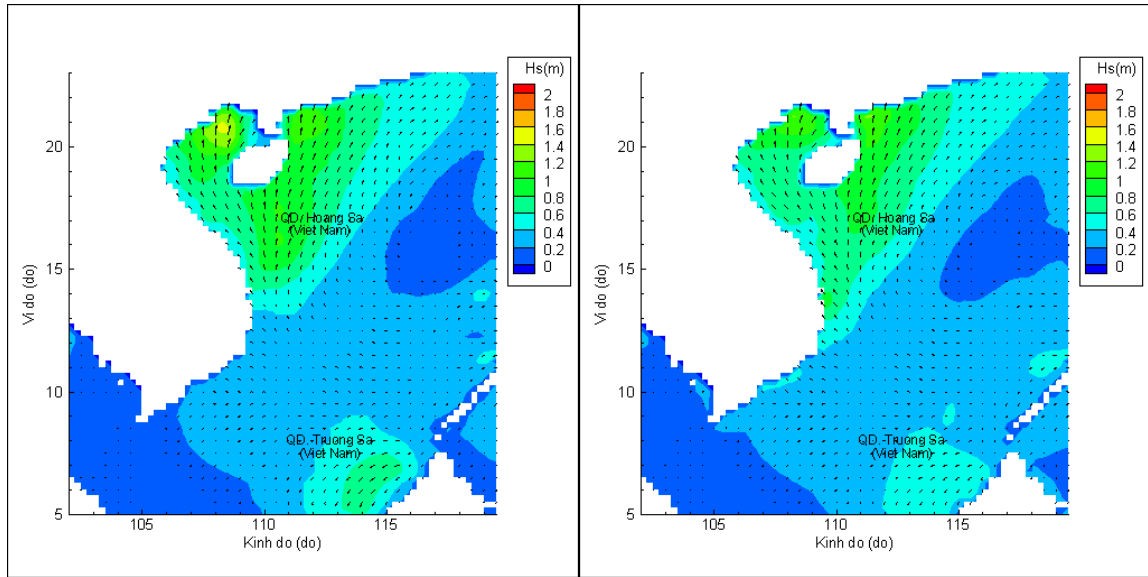 Hs(m)
2
1.8
1.6
1.4
1.2
1
0.8
0.6
0.4
0.2
0
20
15
10
5
Vi do (do)
105
110
115
Kinh do (do)
QD. Hoang Sa
(Viet Nam)
QĐ.-Truong Sa
(Viet Nam)
Hs(m)
2
1.8
1.6
1.4
1.2
1
0.8
0.6
0.4
0.2
0
20
15
10
5
Vi do (do)
105
110
115
Kinh do (do)
QD. Hoang Sa
(Viet Nam)
QD.-Truong Sa
(Viet Nam)